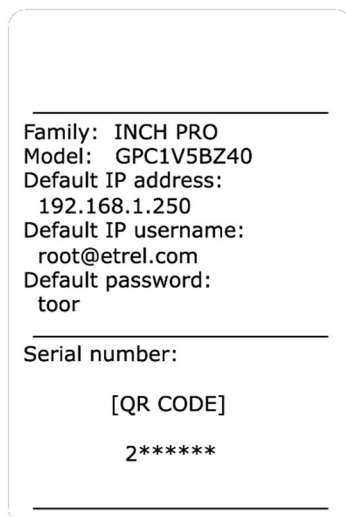 Family: INCH PRO
Model: GPC1V5BZ40
Default IP address:
192.168.1.250
Default IP username:
root@etrel.com
Default password:
toor
Serial number:
[QR CODE]
2******